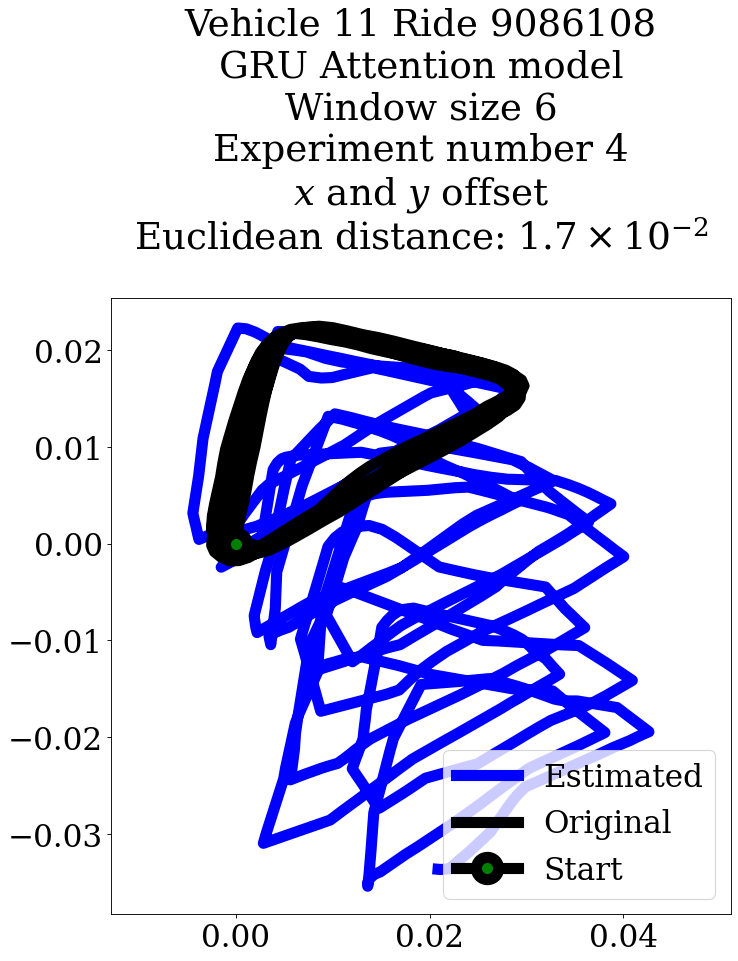 Vehicle 11 Ride 9086108
GRU Attention model
Window size 6
Experiment number 4
x and y offset
Euclidean distance: 1.7 × 10⁻²
0.02
0.01
0.00
−0.01
−0.02
−0.03
Estimated
Original
Start
0.00 0.02 0.04